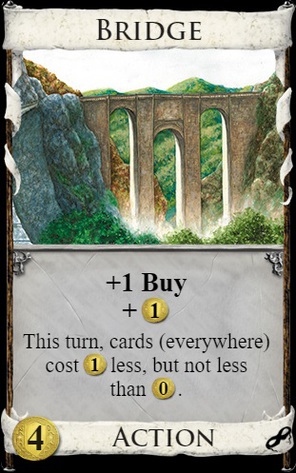 BRIDGE
+1 Buy
+ 1
This turn, cards (everywhere)
cost 1 less, but not less
than 0 .
4 ACTION